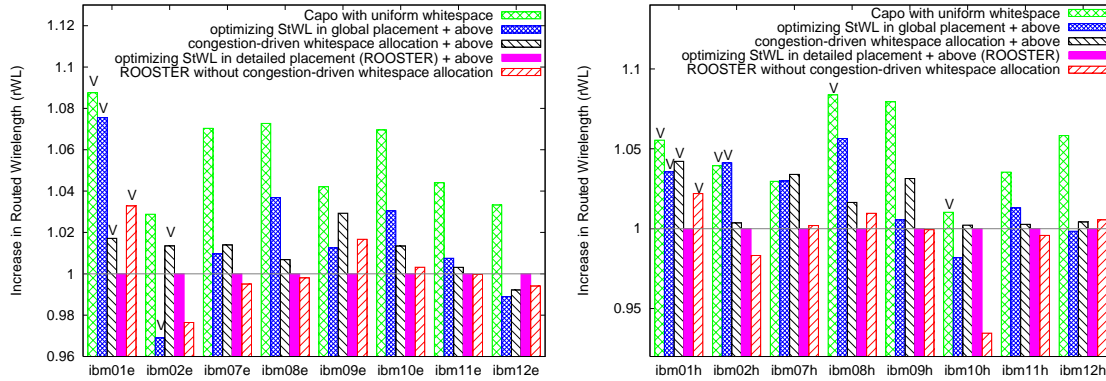 Increase in Routed Wirelength (rWL)
1.13
1.12
1.1
1.08
1.06
1.04
1.02
1
0.98
0.96
Capo with uniform whitespace
optimizing StWL in global placement + above
congestion-driven whitespace allocation + above
optimizing StWL in detailed placement (ROOSTER) + above
ROOSTER without congestion-driven whitespace allocation
V V V V
V V
ibm01e ibm02e ibm07e ibm08e ibm09e ibm10e ibm11e ibm12e
Increase in Routed Wirelength (rWL)
1.1
1.05
1
0.95
Capo with uniform whitespace
optimizing StWL in global placement + above
congestion-driven whitespace allocation + above
optimizing StWL in detailed placement + above (ROOSTER)
ROOSTER without congestion-driven whitespace allocation
V V V V
V V
V
V
ibm01h ibm02h ibm07h ibm08h ibm09h ibm10h ibm11h ibm12h